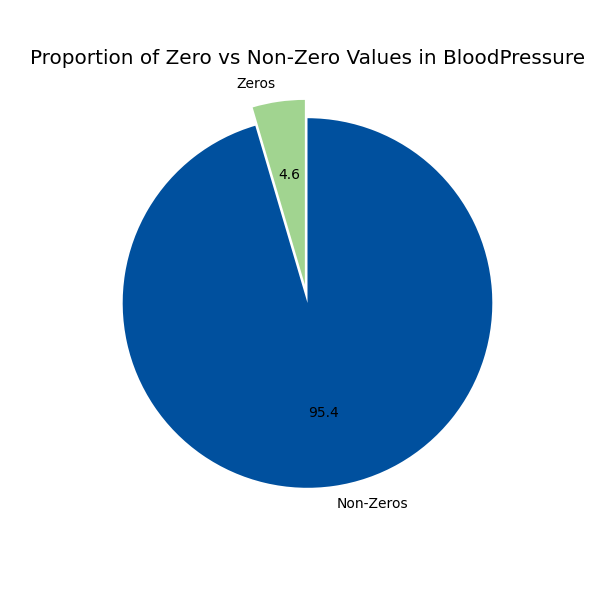 Proportion of Zero vs Non-Zero Values in BloodPressure
Zeros
4.6
95.4
Non-Zeros